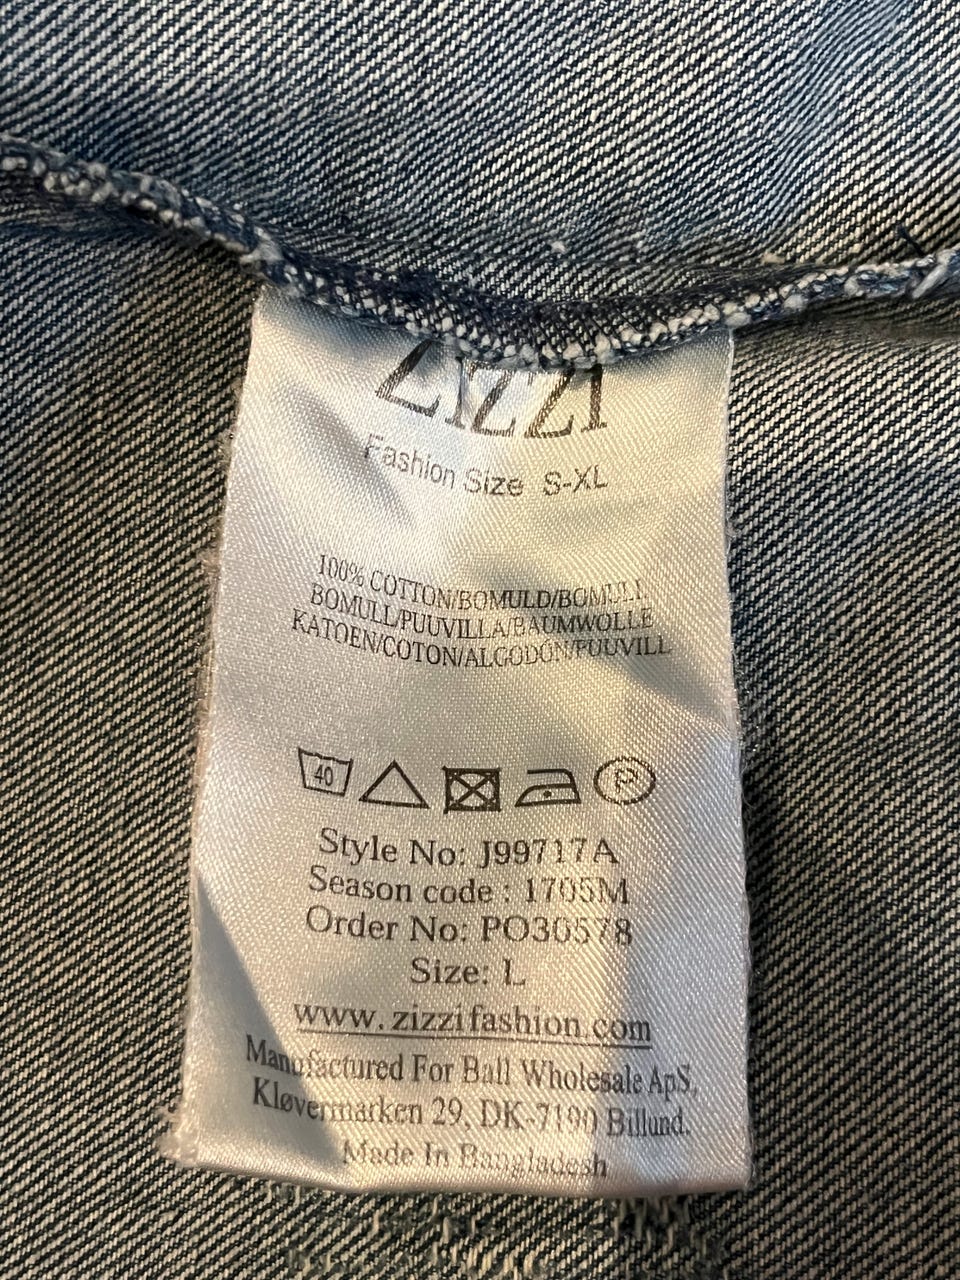 ZIZZI
Fashion Size S-XL
100% COTTON/BOMULD/BOMULL
BOMULL/PUUVILLA/BAUMWOLLE
KATOEN/COTON/ALGODÓN/PUUVILL
40
P
Style No: J99717A
Season code : 1705M
Order No: PO30578
Size: L
www.zizzifashion.com
Manufactured For Ball Wholesale ApS,
Kløvermarken 29, DK-7190 Billund.
Made In Bangladesh